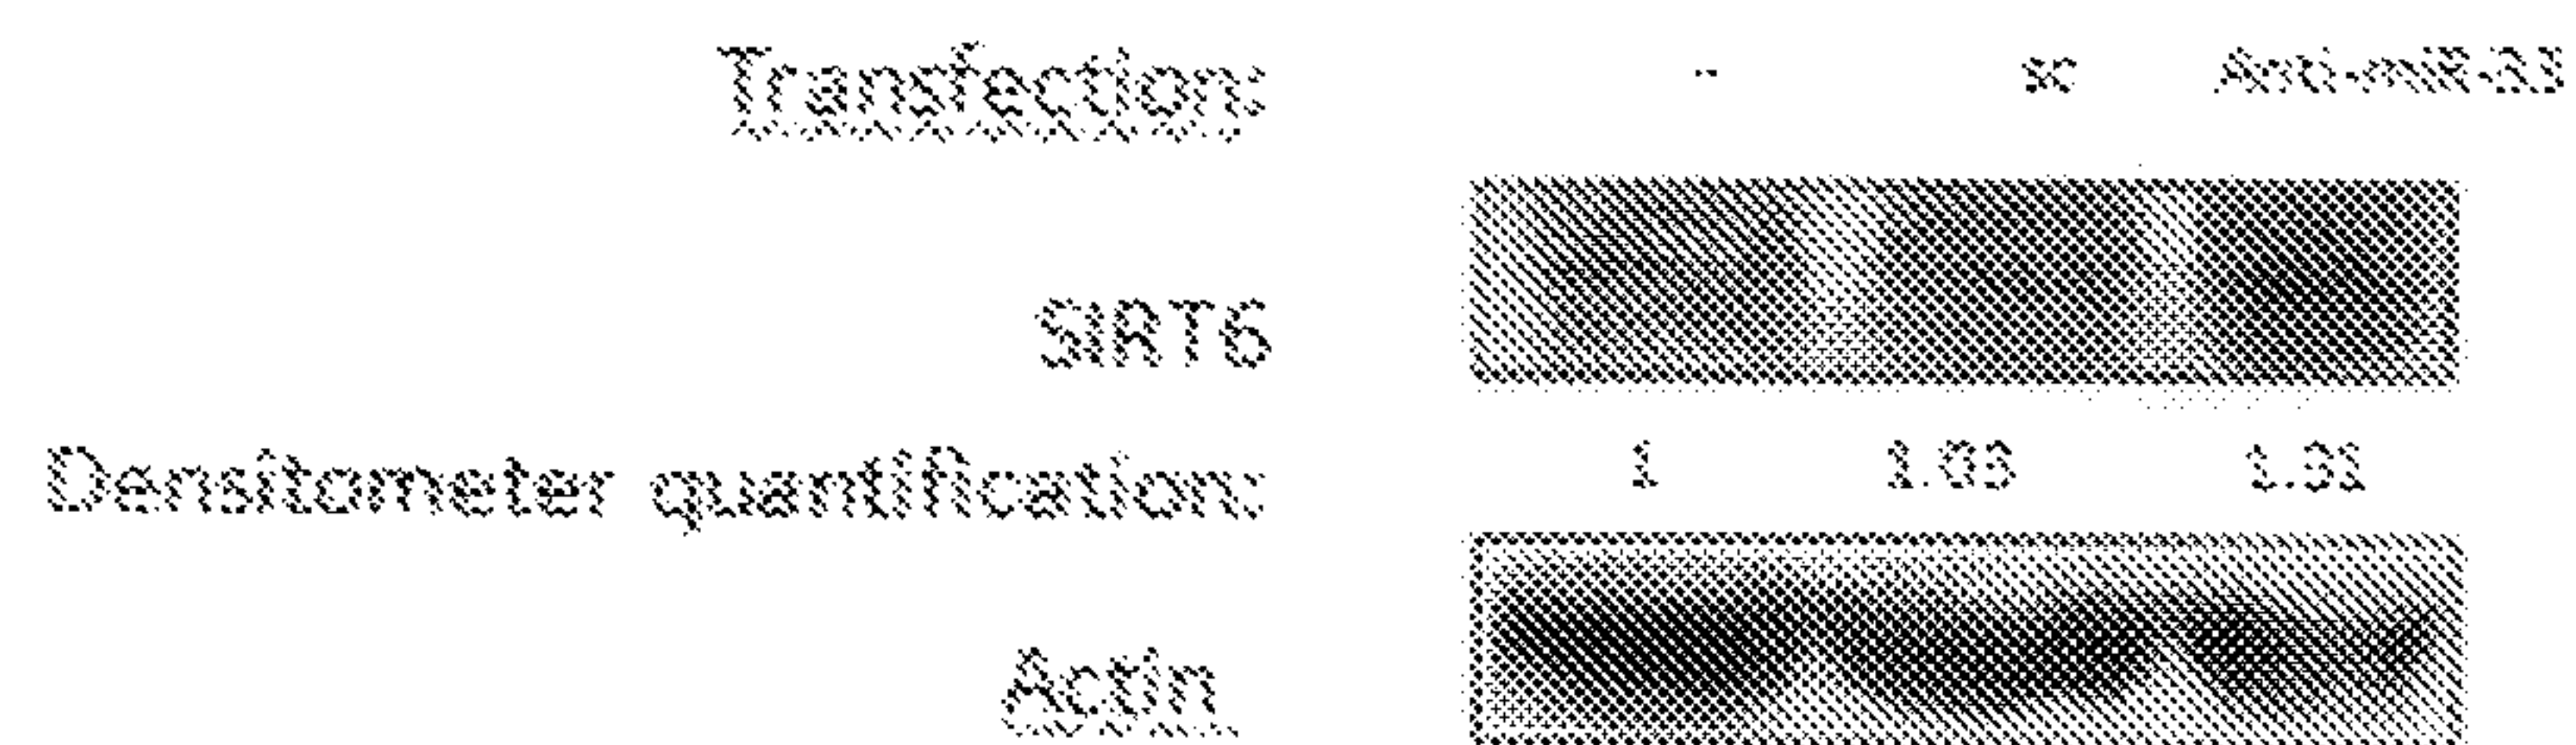 Transfection: - sc Anti-miR-33
SIRT6
Densitometer quantification: 1 1.03 1.31
Actin